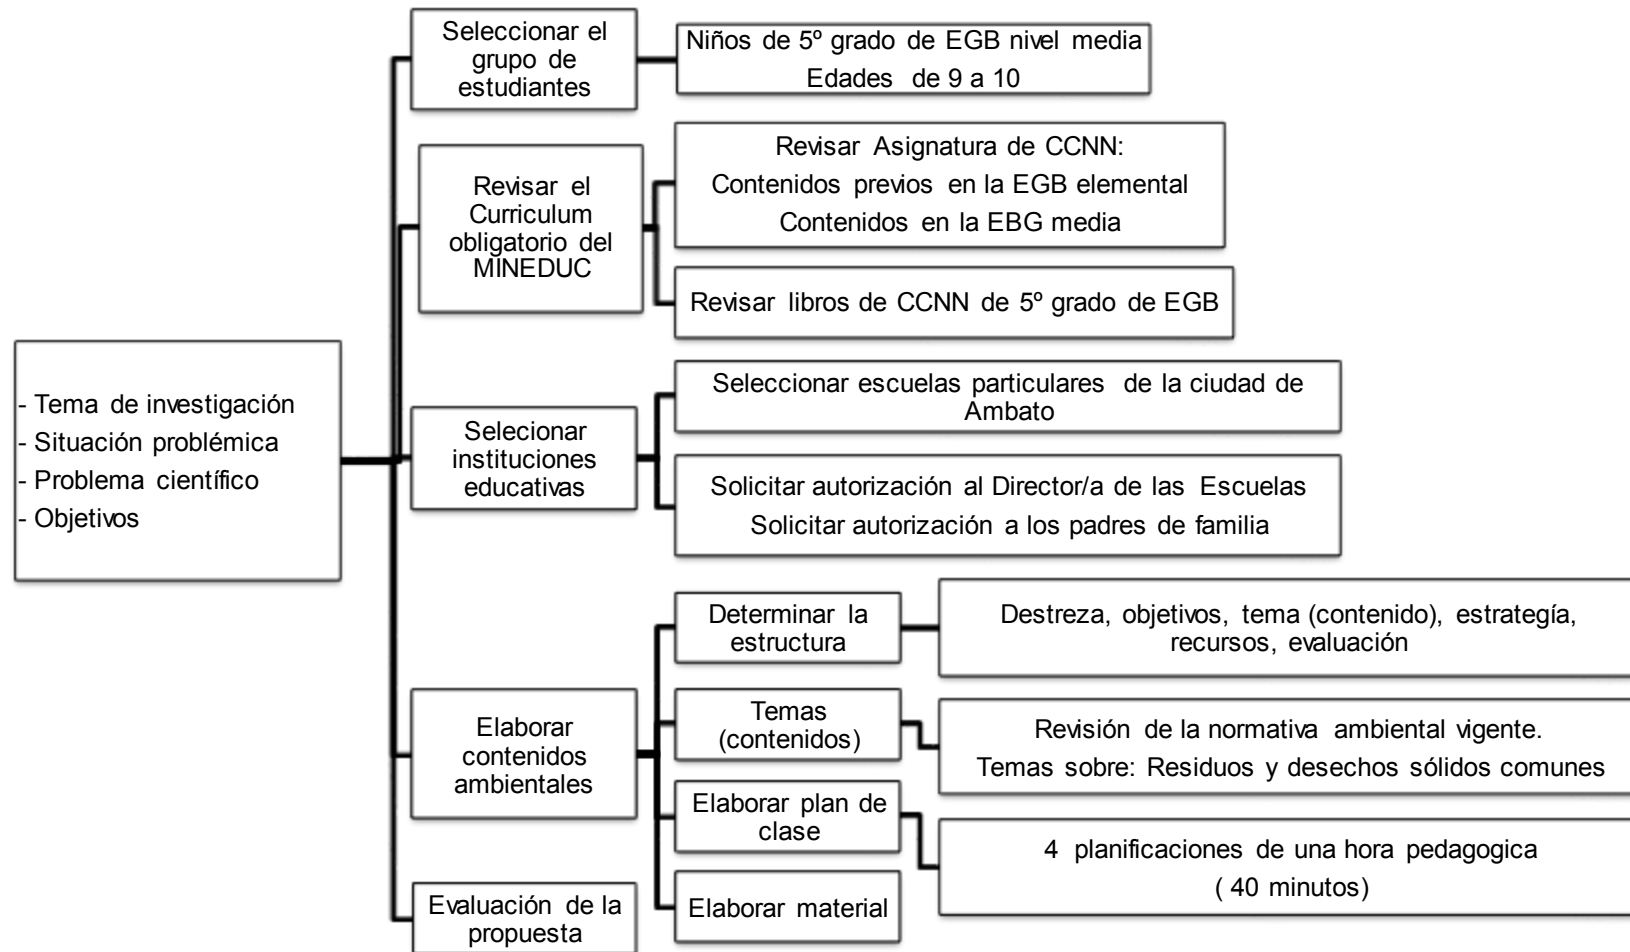 - Tema de investigación
- Situación problémica
- Problema científico
- Objetivos
Seleccionar el
grupo de
estudiantes
Niños de 5º grado de EGB nivel media
Edades de 9 a 10
Revisar el
Curriculum
obligatorio del
MINEDUC
Revisar Asignatura de CCNN:
Contenidos previos en la EGB elemental
Contenidos en la EBG media
Revisar libros de CCNN de 5º grado de EGB
Selecionar
instituciones
educativas
Seleccionar escuelas particulares de la ciudad de
Ambato
Solicitar autorización al Director/a de las Escuelas
Solicitar autorización a los padres de familia
Elaborar
contenidos
ambientales
Determinar la
estructura
Destreza, objetivos, tema (contenido), estrategía,
recursos, evaluación
Temas
(contenidos)
Revisión de la normativa ambiental vigente.
Temas sobre: Residuos y desechos sólidos comunes
Elaborar plan de
clase
4 planificaciones de una hora pedagogica
( 40 minutos)
Elaborar material
Evaluación de la
propuesta